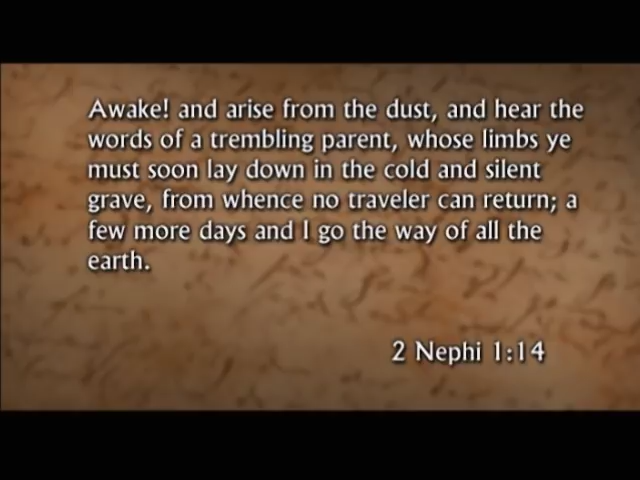 Awake! and arise from the dust, and hear the
words of a trembling parent, whose limbs ye
must soon lay down in the cold and silent
grave, from whence no traveler can return; a
few more days and I go the way of all the
earth.
2 Nephi 1:14